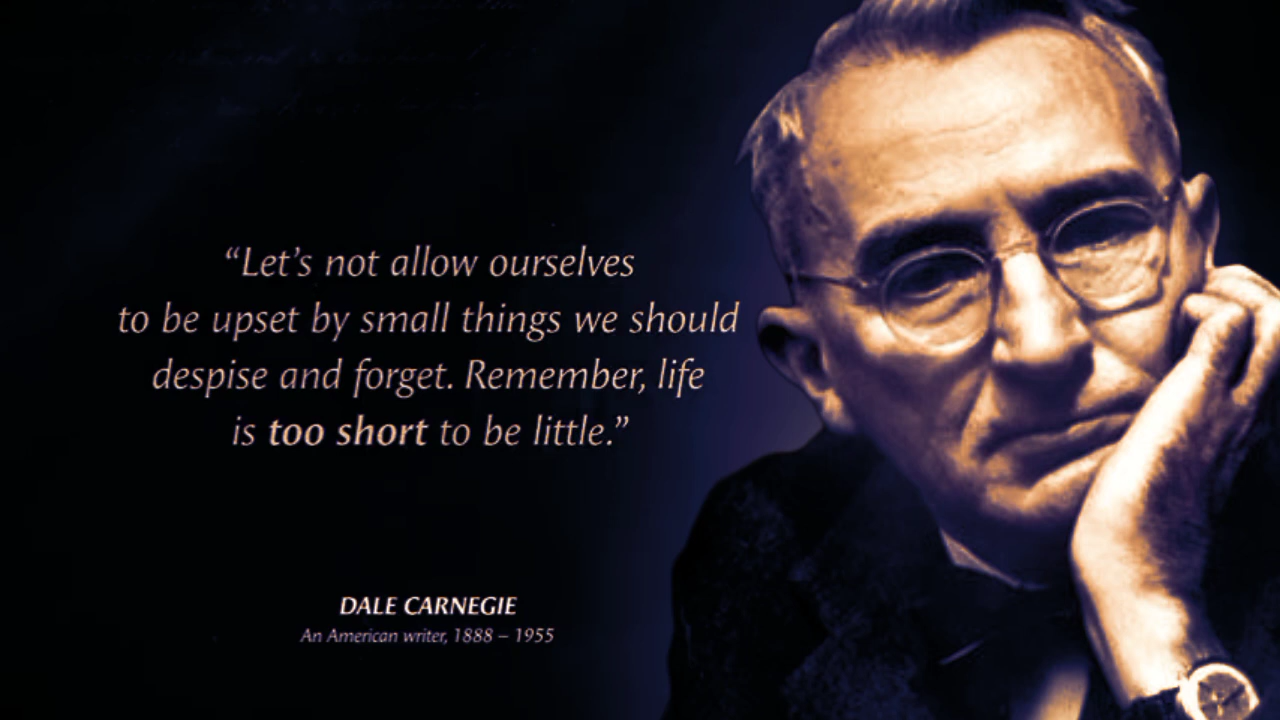 “Let’s not allow ourselves
to be upset by small things we should
despise and forget. Remember, life
is too short to be little.”
DALE CARNEGIE
An American writer, 1888 – 1955